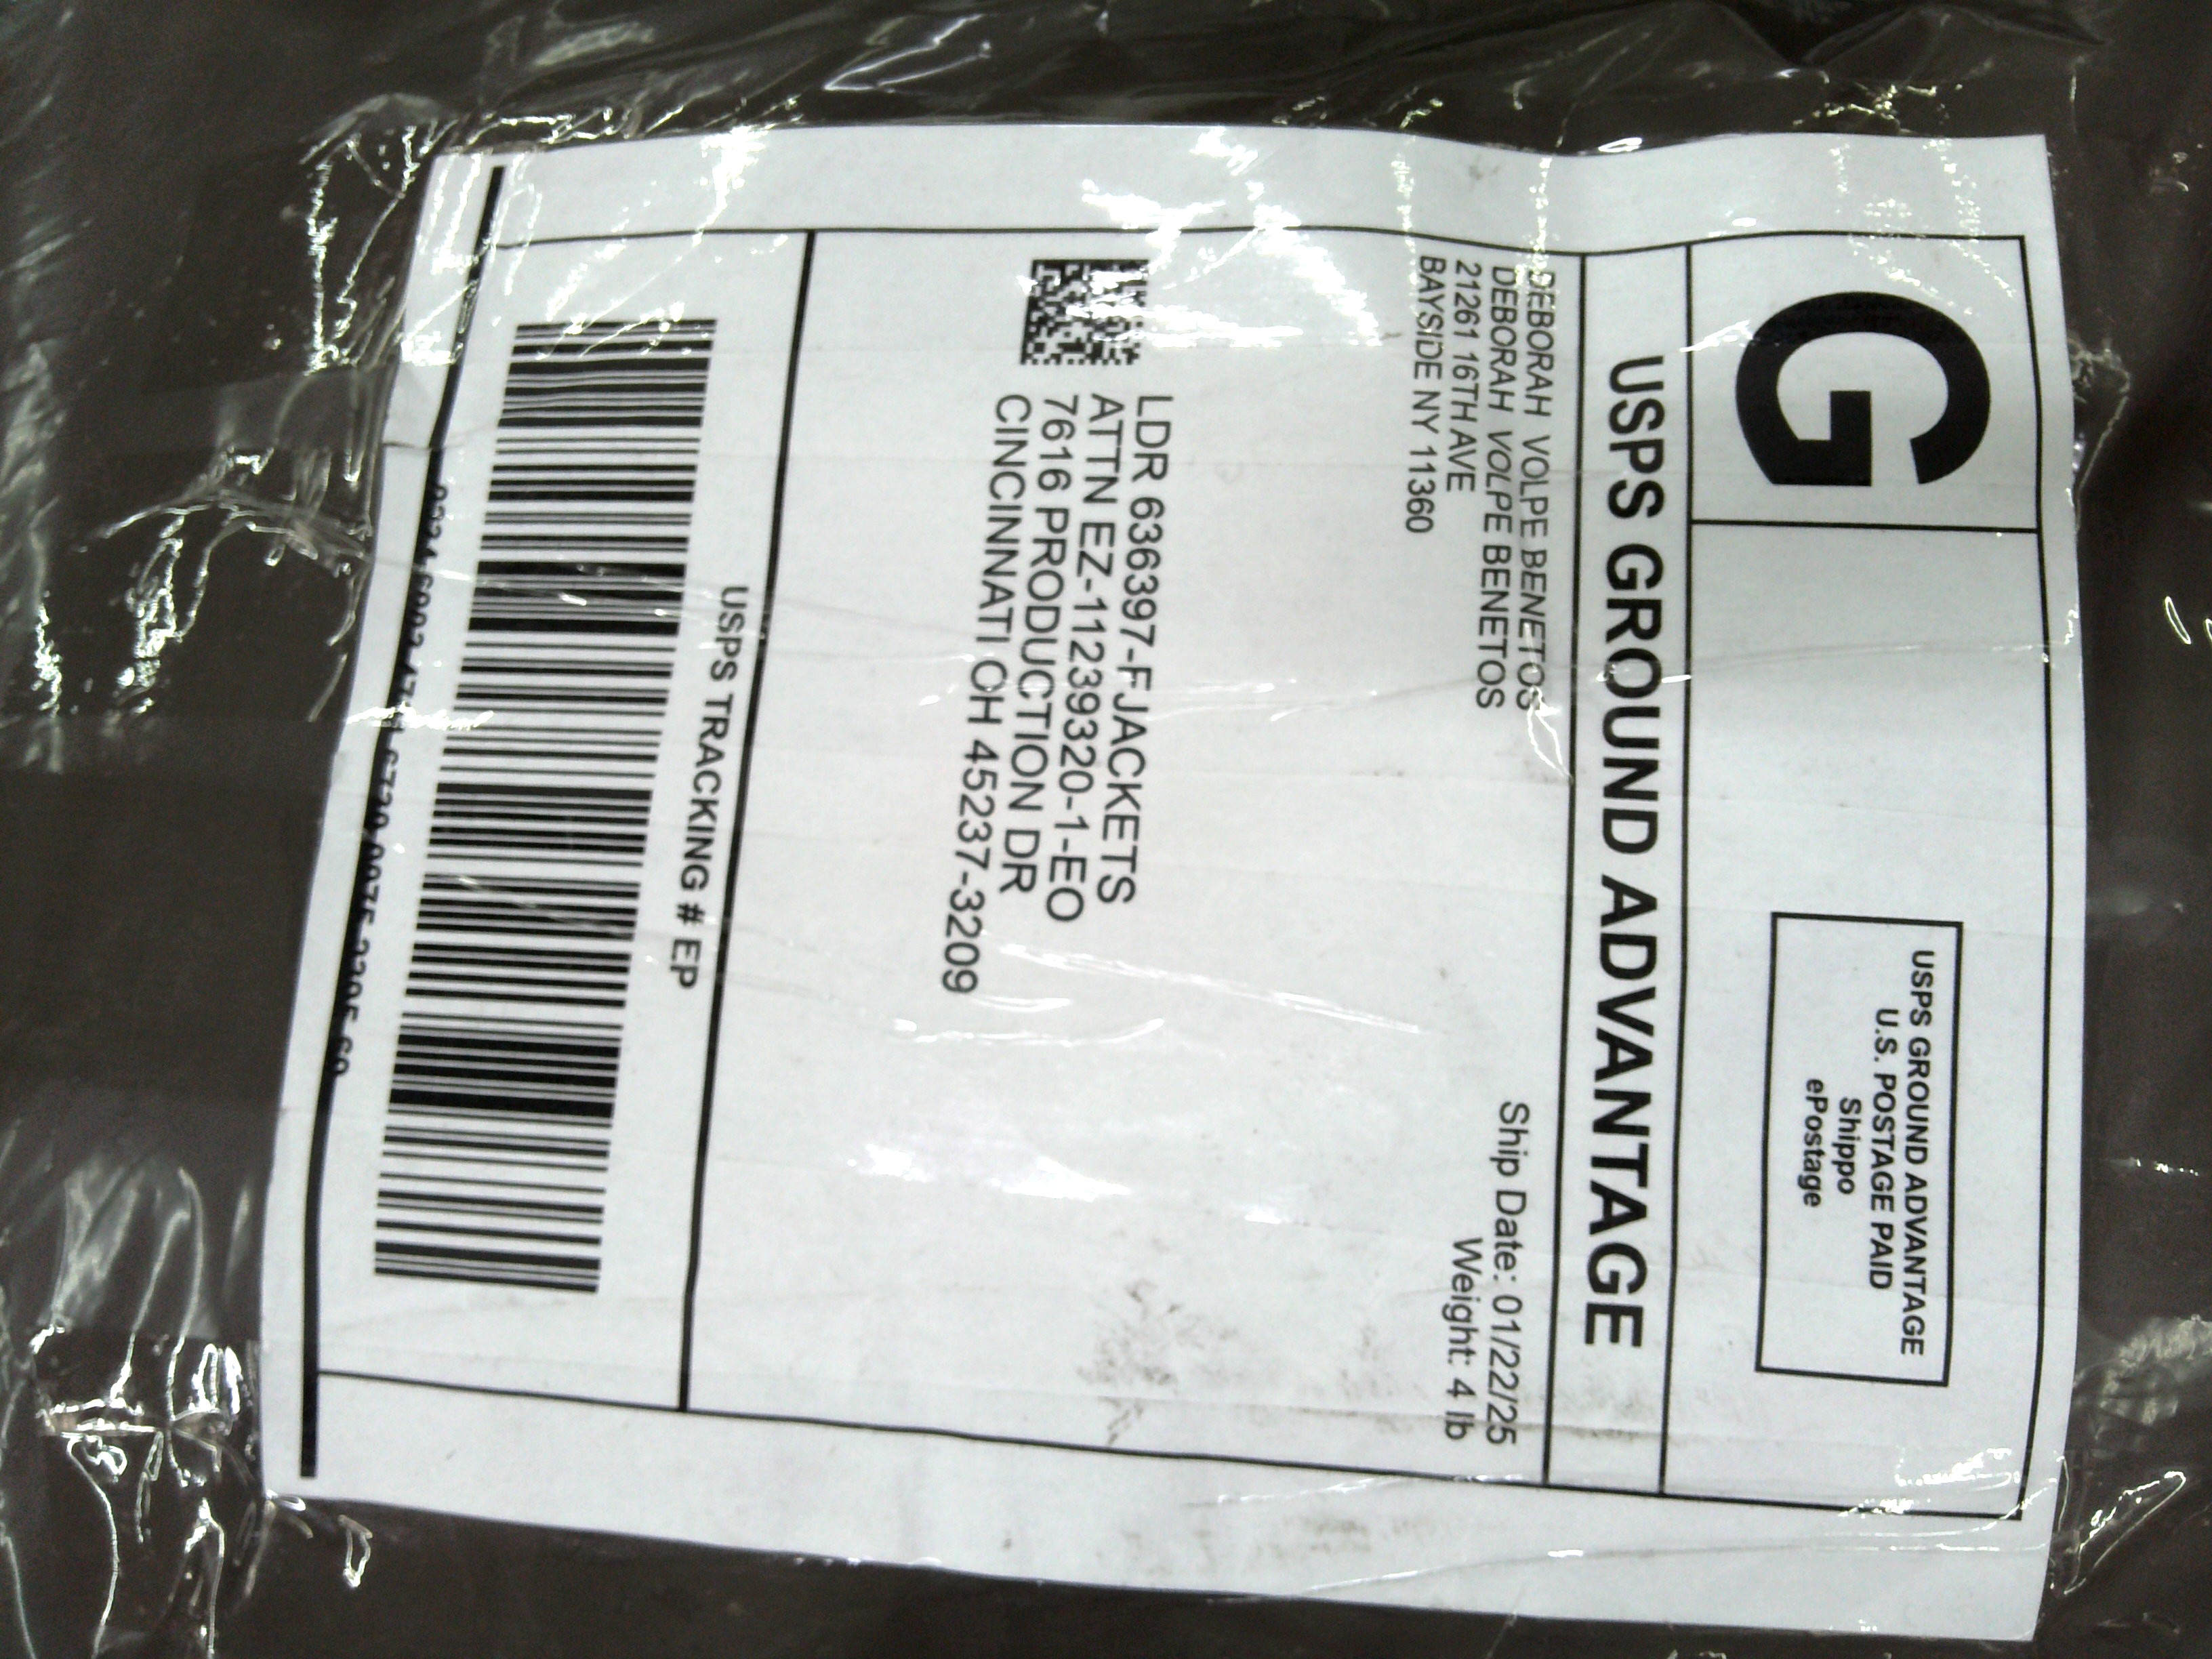 G
USPS GROUND ADVANTAGE
U.S. POSTAGE PAID
Shippo
ePostage
USPS GROUND ADVANTAGE
DEBORAH VOLPE BENETOS
DEBORAH VOLPE BENETOS
21261 16TH AVE
BAYSIDE NY 11360
Ship Date: 01/22/25
Weight: 4 lb
LDR 636397-FJACKETS
ATTN EZ-11239320-1-EO
7616 PRODUCTION DR
CINCINNATI OH 45237-3209
USPS TRACKING # EP